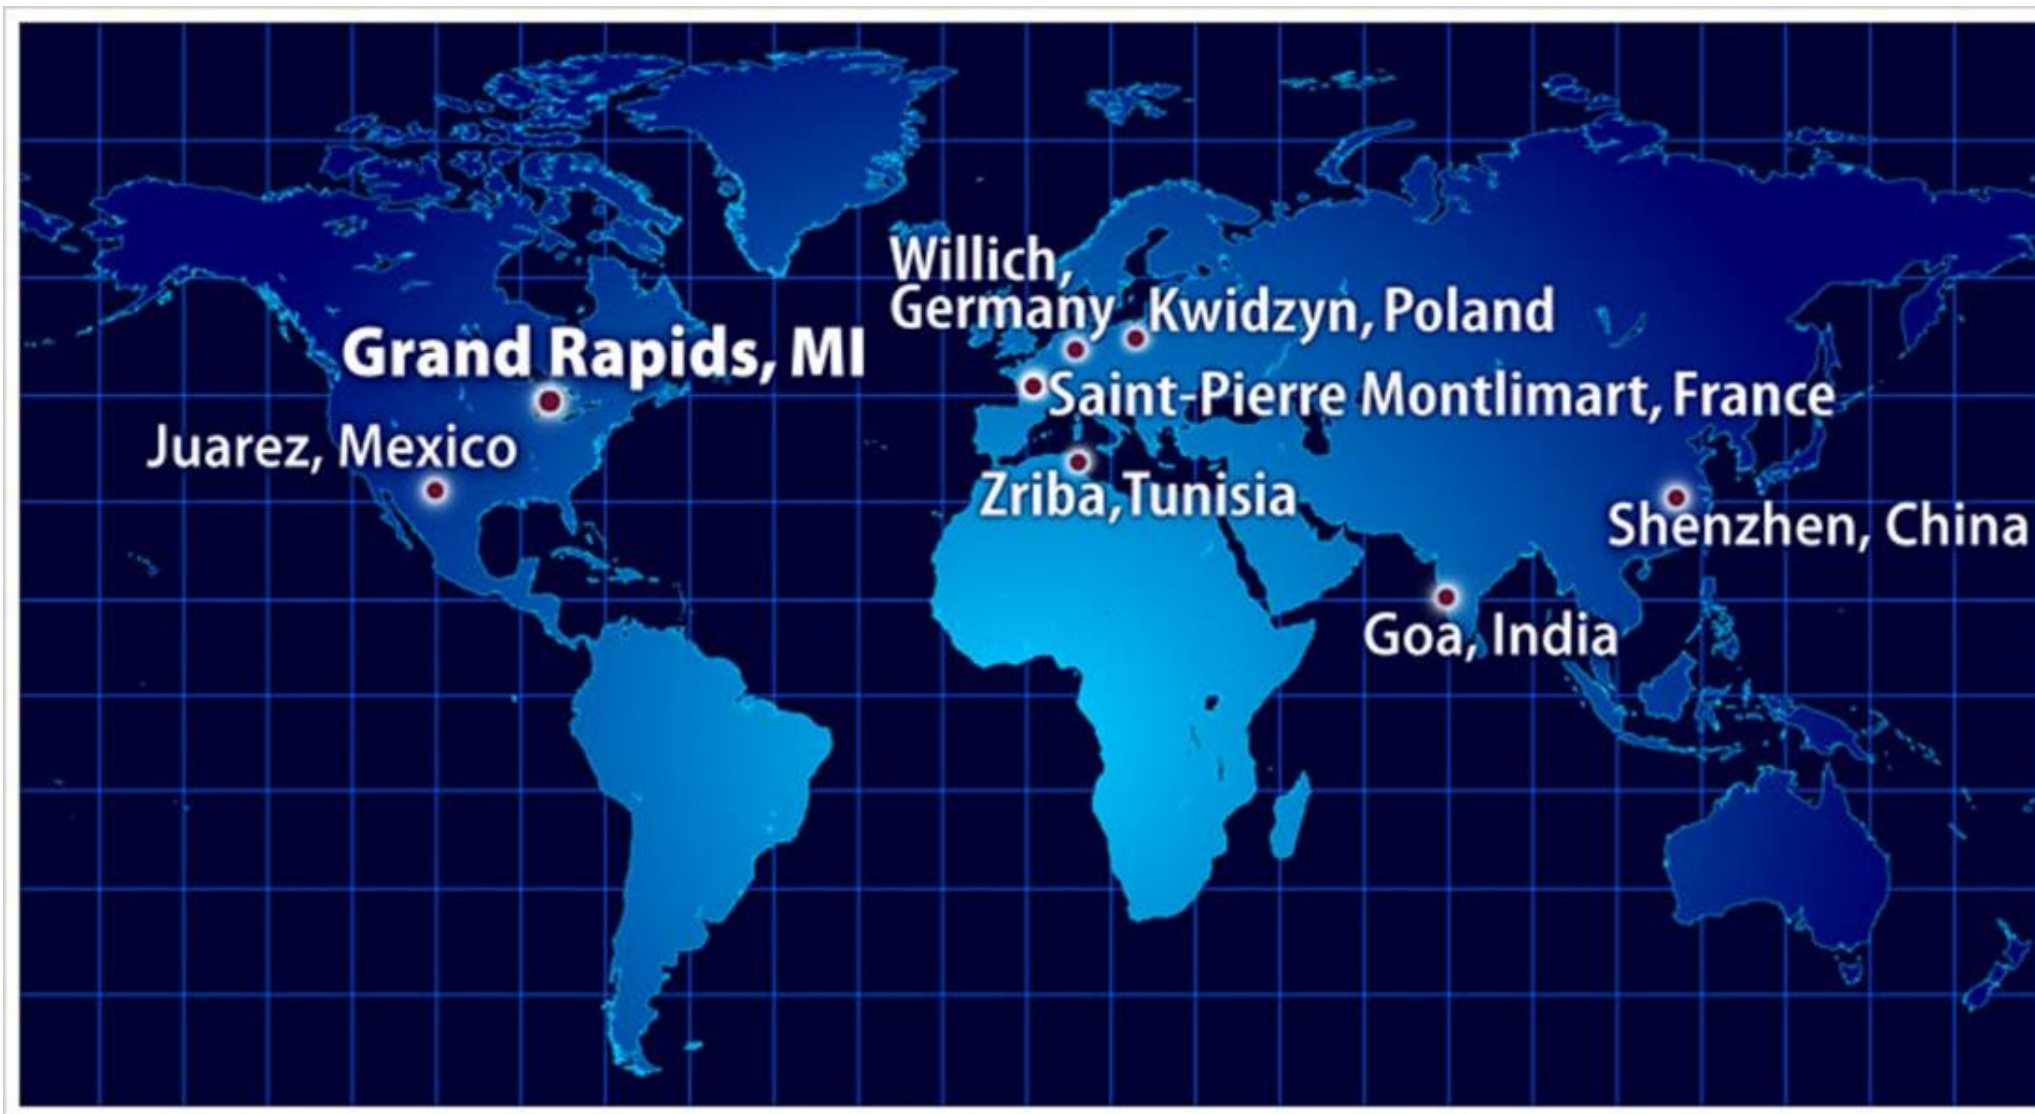 Willich,
Germany
Kwidzyn, Poland
Grand Rapids, MI
Saint-Pierre Montlimart, France
Juarez, Mexico
Zriba, Tunisia
Shenzhen, China
Goa, India